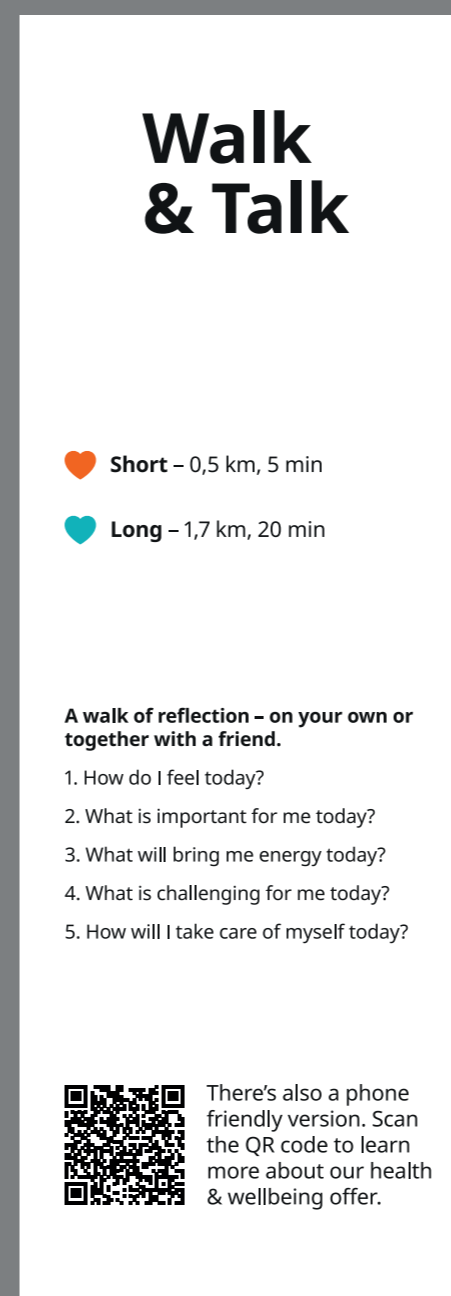 Walk
& Talk
Short – 0,5 km, 5 min
Long – 1,7 km, 20 min
A walk of reflection – on your own or
together with a friend.
1. How do I feel today?
2. What is important for me today?
3. What will bring me energy today?
4. What is challenging for me today?
5. How will I take care of myself today?
There’s also a phone
friendly version. Scan
the QR code to learn
more about our health
& wellbeing offer.